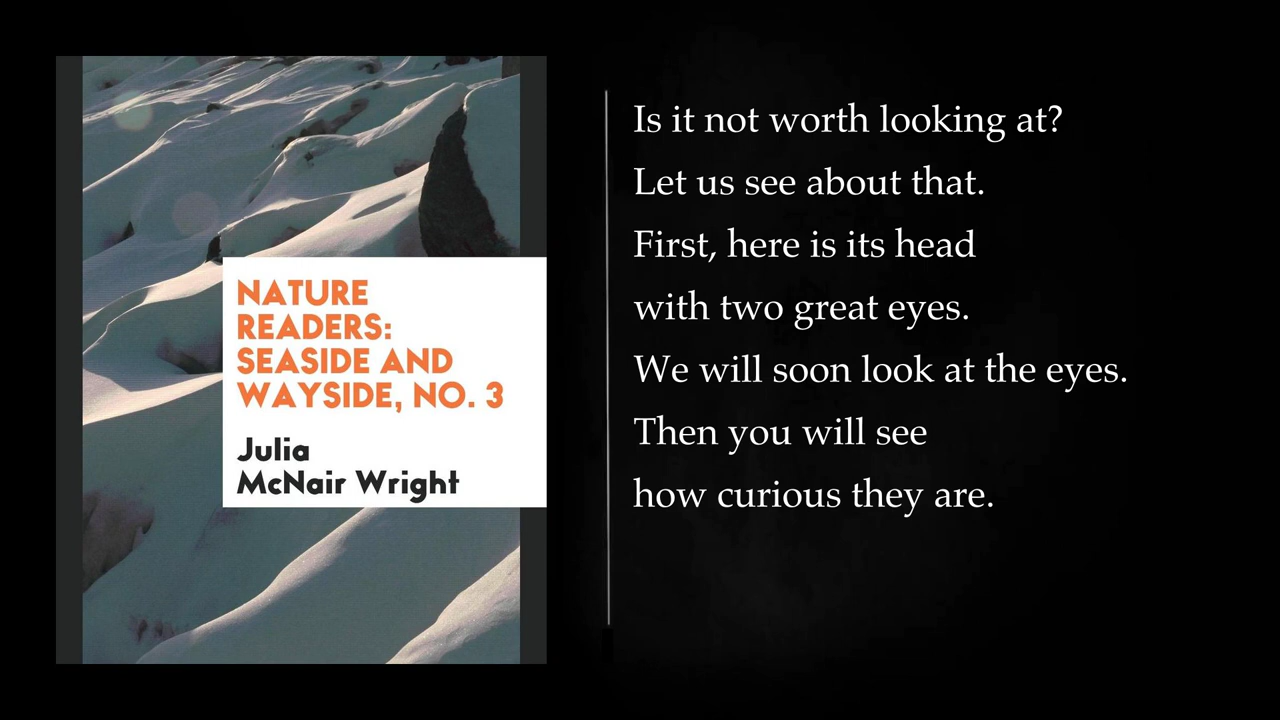 NATURE
READERS:
SEASIDE AND
WAYSIDE, NO. 3
Julia
McNair Wright
Is it not worth looking at?
Let us see about that.
First, here is its head
with two great eyes.
We will soon look at the eyes.
Then you will see
how curious they are.